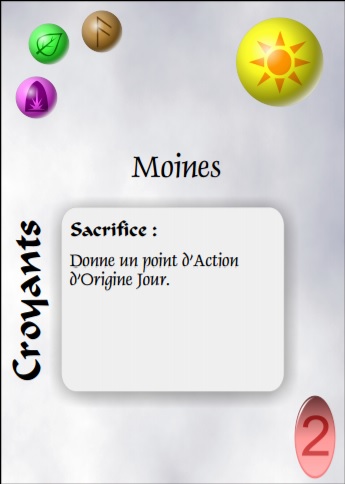 Moines
Croyants
Sacrifice :
Donne un point d'Action
d'Origine Jour.
2